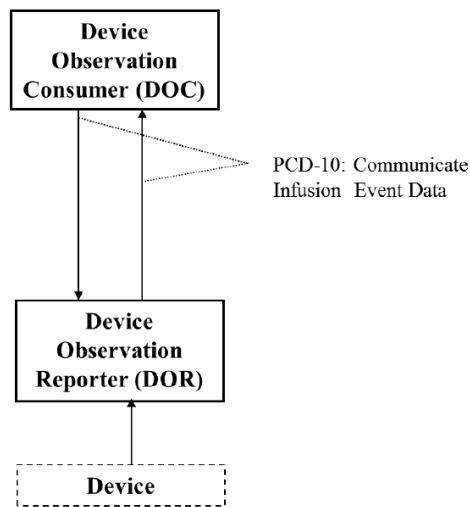 Device
Observation
Consumer (DOC)
PCD-10: Communicate
Infusion Event Data
Device
Observation
Reporter (DOR)
Device